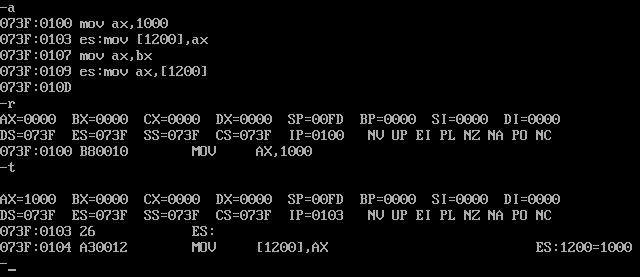 -a
073F:0100 mov ax,1000
073F:0103 es:mov [1200],ax
073F:0107 mov ax,bx
073F:0109 es:mov ax,[1200]
073F:010D
-r
AX=0000  BX=0000  CX=0000  DX=0000  SP=00FD  BP=0000  SI=0000  DI=0000
DS=073F  ES=073F  SS=073F  CS=073F  IP=0100   NV UP EI PL NZ NA PO NC
073F:0100 B80010        MOV     AX,1000
-t
AX=1000  BX=0000  CX=0000  DX=0000  SP=00FD  BP=0000  SI=0000  DI=0000
DS=073F  ES=073F  SS=073F  CS=073F  IP=0103   NV UP EI PL NZ NA PO NC
073F:0103 26            ES:
073F:0104 A30012        MOV     [1200],AX                          ES:1200=1000
-_